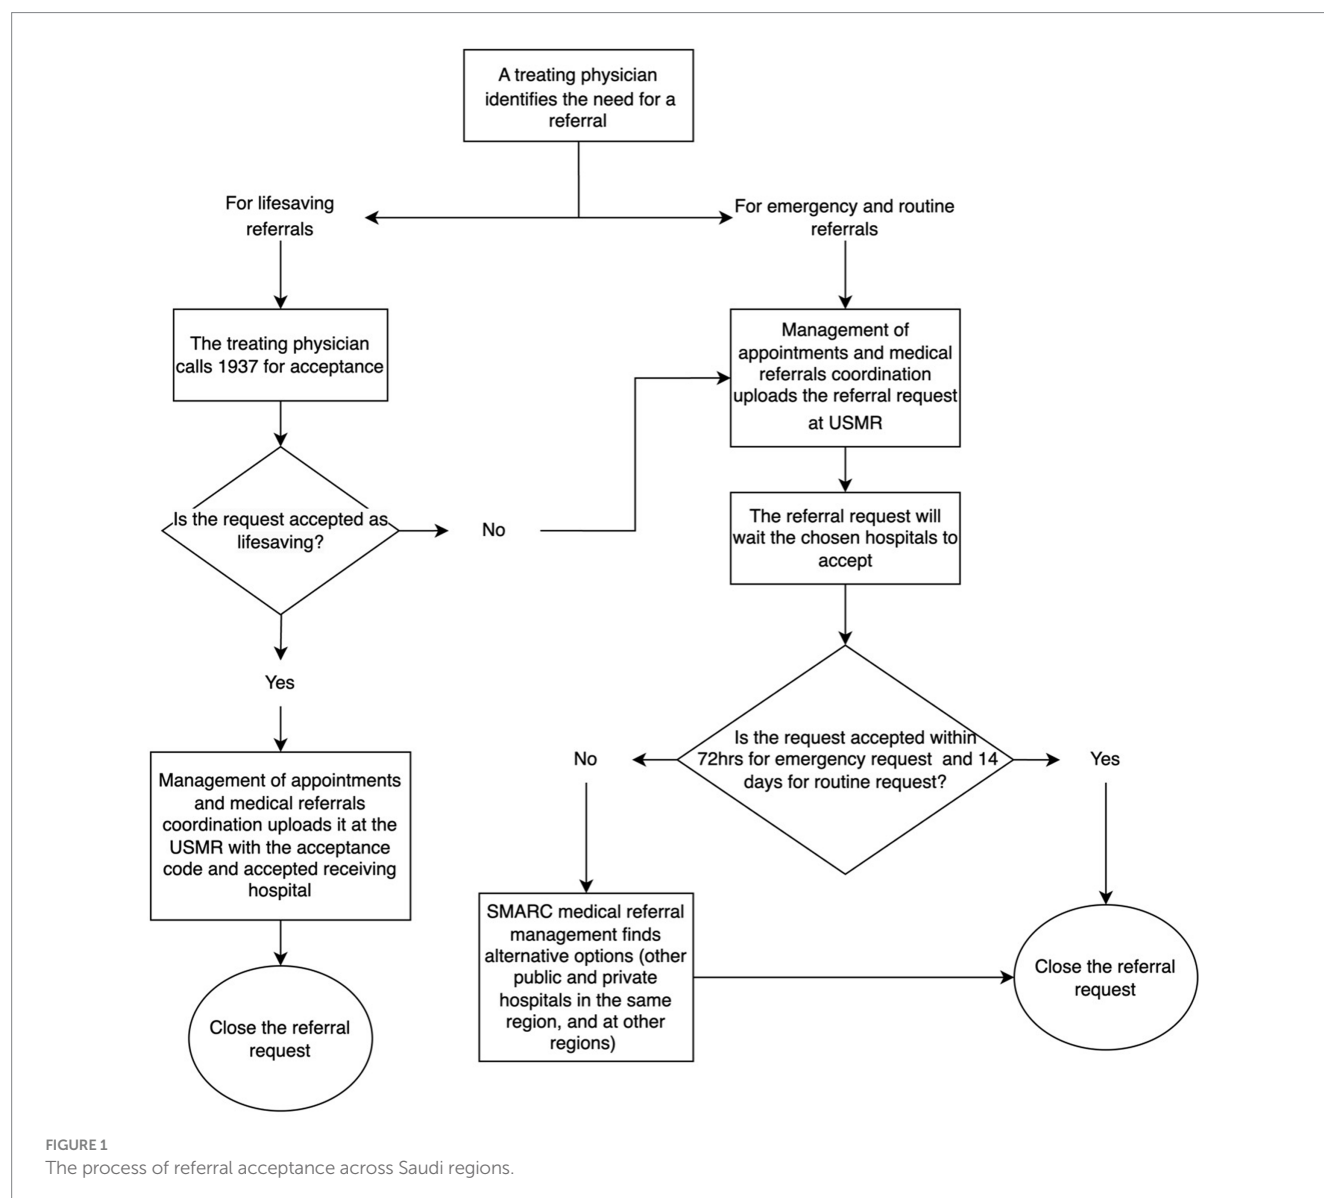 A treating physician
identifies the need for a
referral
For lifesaving
referrals
For emergency and routine
referrals
The treating physician
calls 1937 for acceptance
Management of
appointments and medical
referrals coordination
uploads the referral request
at USMR
Is the request accepted as
lifesaving?
No
The referral request will
wait the chosen hospitals to
accept
Yes
Is the request accepted within
72hrs for emergency request and 14
days for routine request?
No
Yes
Management of appointments
and medical referrals
coordination uploads it at the
USMR with the acceptance
code and accepted receiving
hospital
SMARC medical referral
management finds
alternative options (other
public and private
hospitals in the same
region, and at other
regions)
Close the referral
request
Close the referral
request
FIGURE 1
The process of referral acceptance across Saudi regions.